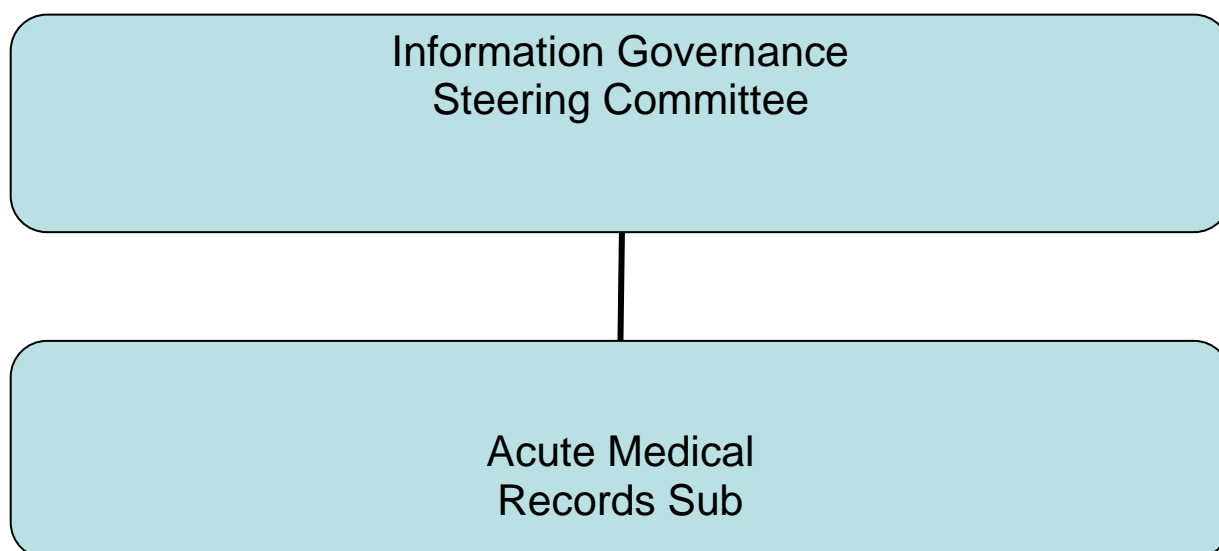 Information Governance
Steering Committee
Acute Medical
Records Sub